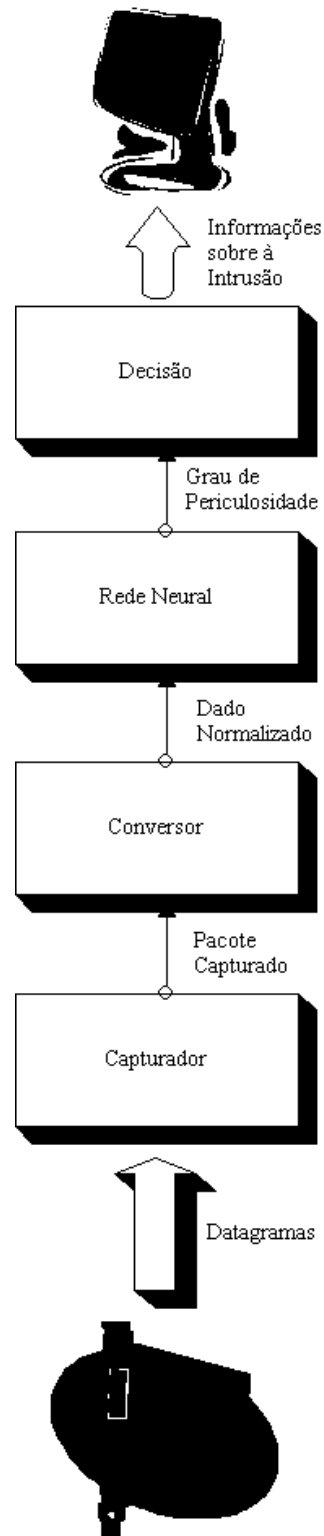 Informações
sobre à
Intrusão
Decisão
Grau de
Periculosidade
Rede Neural
Dado
Normalizado
Conversor
Pacote
Capturado
Capturador
Datagramas